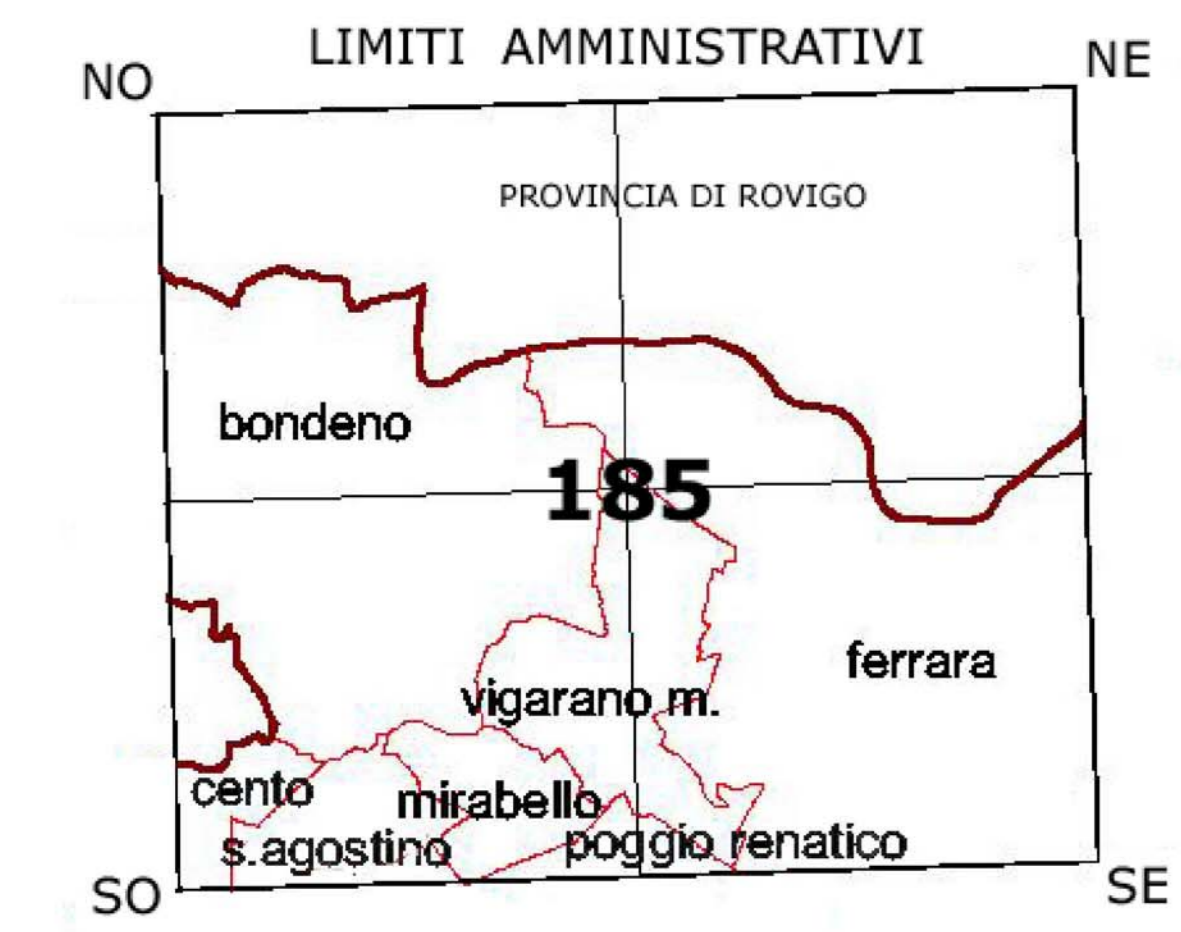 LIMITI AMMINISTRATIVI
NO
NE
PROVINCIA DI ROVIGO
bondeno
185
ferrara
vigarano m.
cento
mirabello
s.agostino
poggio renatico
SO
SE